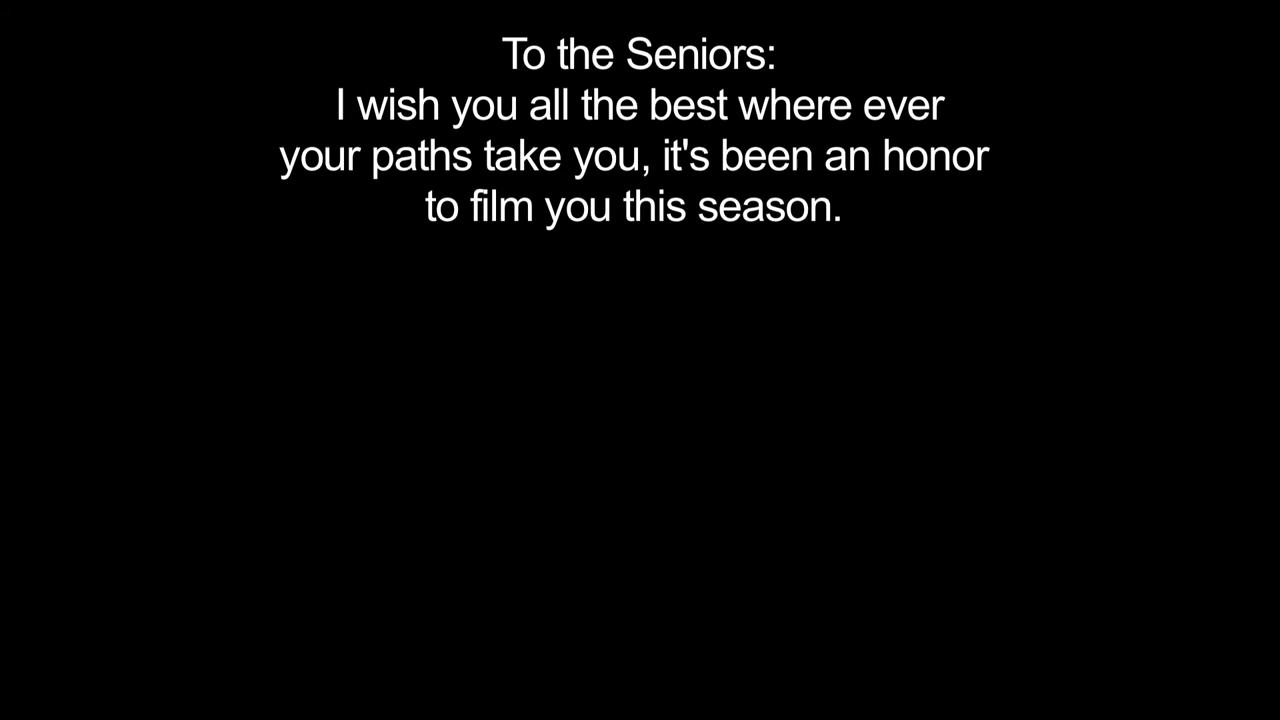 To the Seniors:
I wish you all the best where ever
your paths take you, it's been an honor
to film you this season.